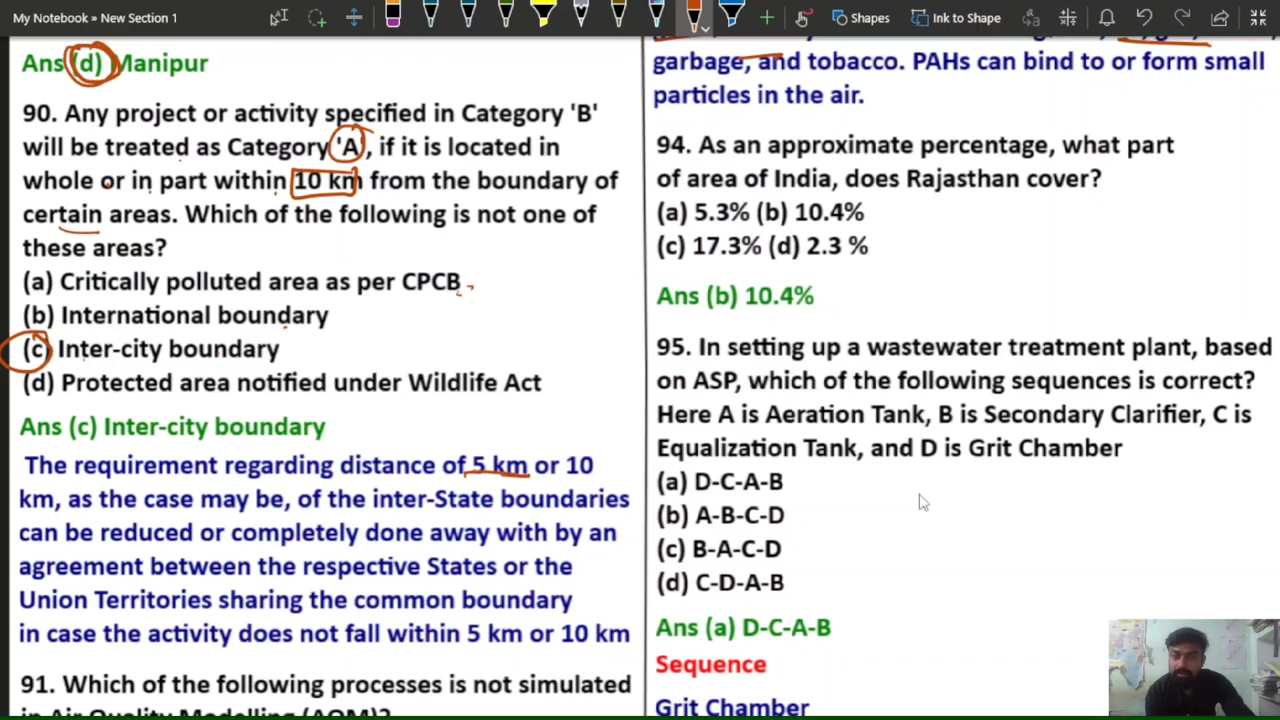 My Notebook » New Section 1
Shapes
Ink to Shape
Ans (d) Manipur
90. Any project or activity specified in Category 'B'
will be treated as Category 'A', if it is located in
whole or in part within 10 km from the boundary of
certain areas. Which of the following is not one of
these areas?
(a) Critically polluted area as per CPCB
(b) International boundary
(c) Inter-city boundary
(d) Protected area notified under Wildlife Act
Ans (c) Inter-city boundary
The requirement regarding distance of 5 km or 10
km, as the case may be, of the inter-State boundaries
can be reduced or completely done away with by an
agreement between the respective States or the
Union Territories sharing the common boundary
in case the activity does not fall within 5 km or 10 km
91. Which of the following processes is not simulated
in Air Quality Modelling (AQM)?
garbage, and tobacco. PAHs can bind to or form small
particles in the air.
94. As an approximate percentage, what part
of area of India, does Rajasthan cover?
(a) 5.3% (b) 10.4%
(c) 17.3% (d) 2.3 %
Ans (b) 10.4%
95. In setting up a wastewater treatment plant, based
on ASP, which of the following sequences is correct?
Here A is Aeration Tank, B is Secondary Clarifier, C is
Equalization Tank, and D is Grit Chamber
(a) D-C-A-B
(b) A-B-C-D
(c) B-A-C-D
(d) C-D-A-B
Ans (a) D-C-A-B
Sequence
Grit Chamber